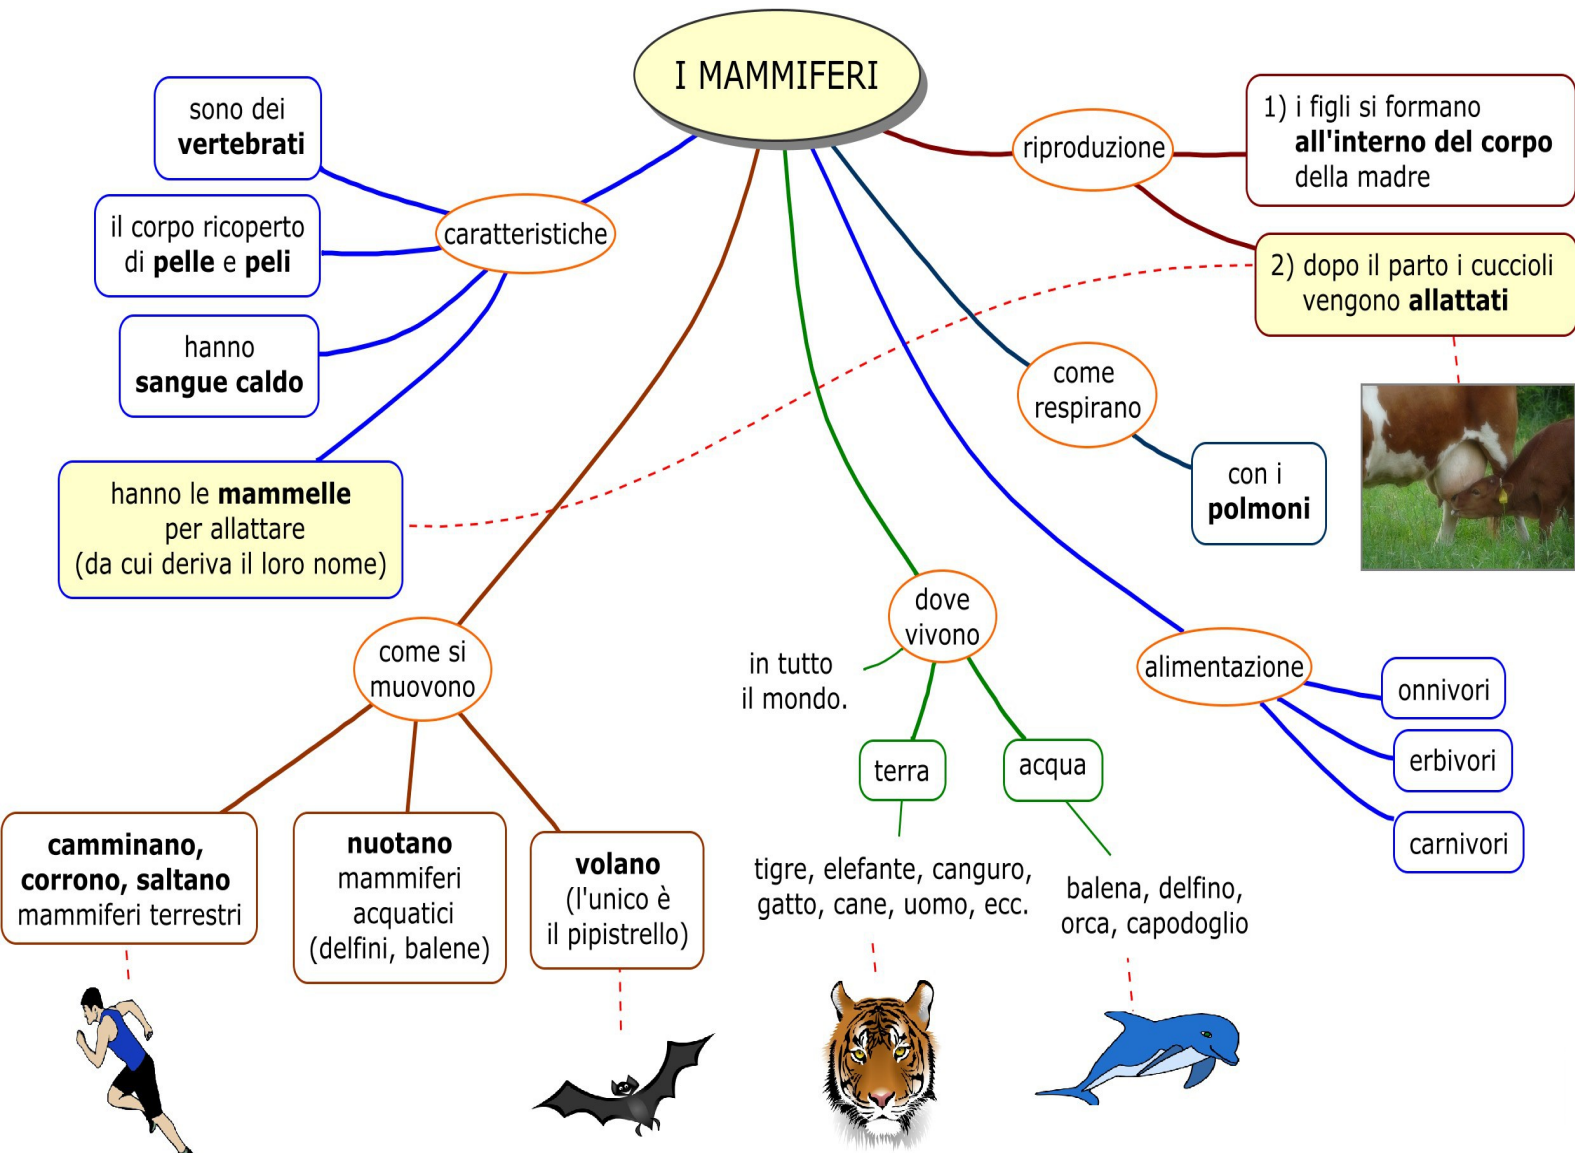 I MAMMIFERI
sono dei
vertebrati
il corpo ricoperto
di pelle e peli
hanno
sangue caldo
hanno le mammelle
per allattare
(da cui deriva il loro nome)
caratteristiche
riproduzione
1) i figli si formano
all'interno del corpo
della madre
2) dopo il parto i cuccioli
vengono allattati
come
respirano
con i
polmoni
come si
muovono
camminano,
corrono, saltano
mammiferi terrestri
nuotano
mammiferi
acquatici
(delfini, balene)
volano
(l'unico è
il pipistrello)
dove
vivono
in tutto
il mondo.
terra
acqua
tigre, elefante, canguro,
gatto, cane, uomo, ecc.
balena, delfino,
orca, capodoglio
alimentazione
onnivori
erbivori
carnivori